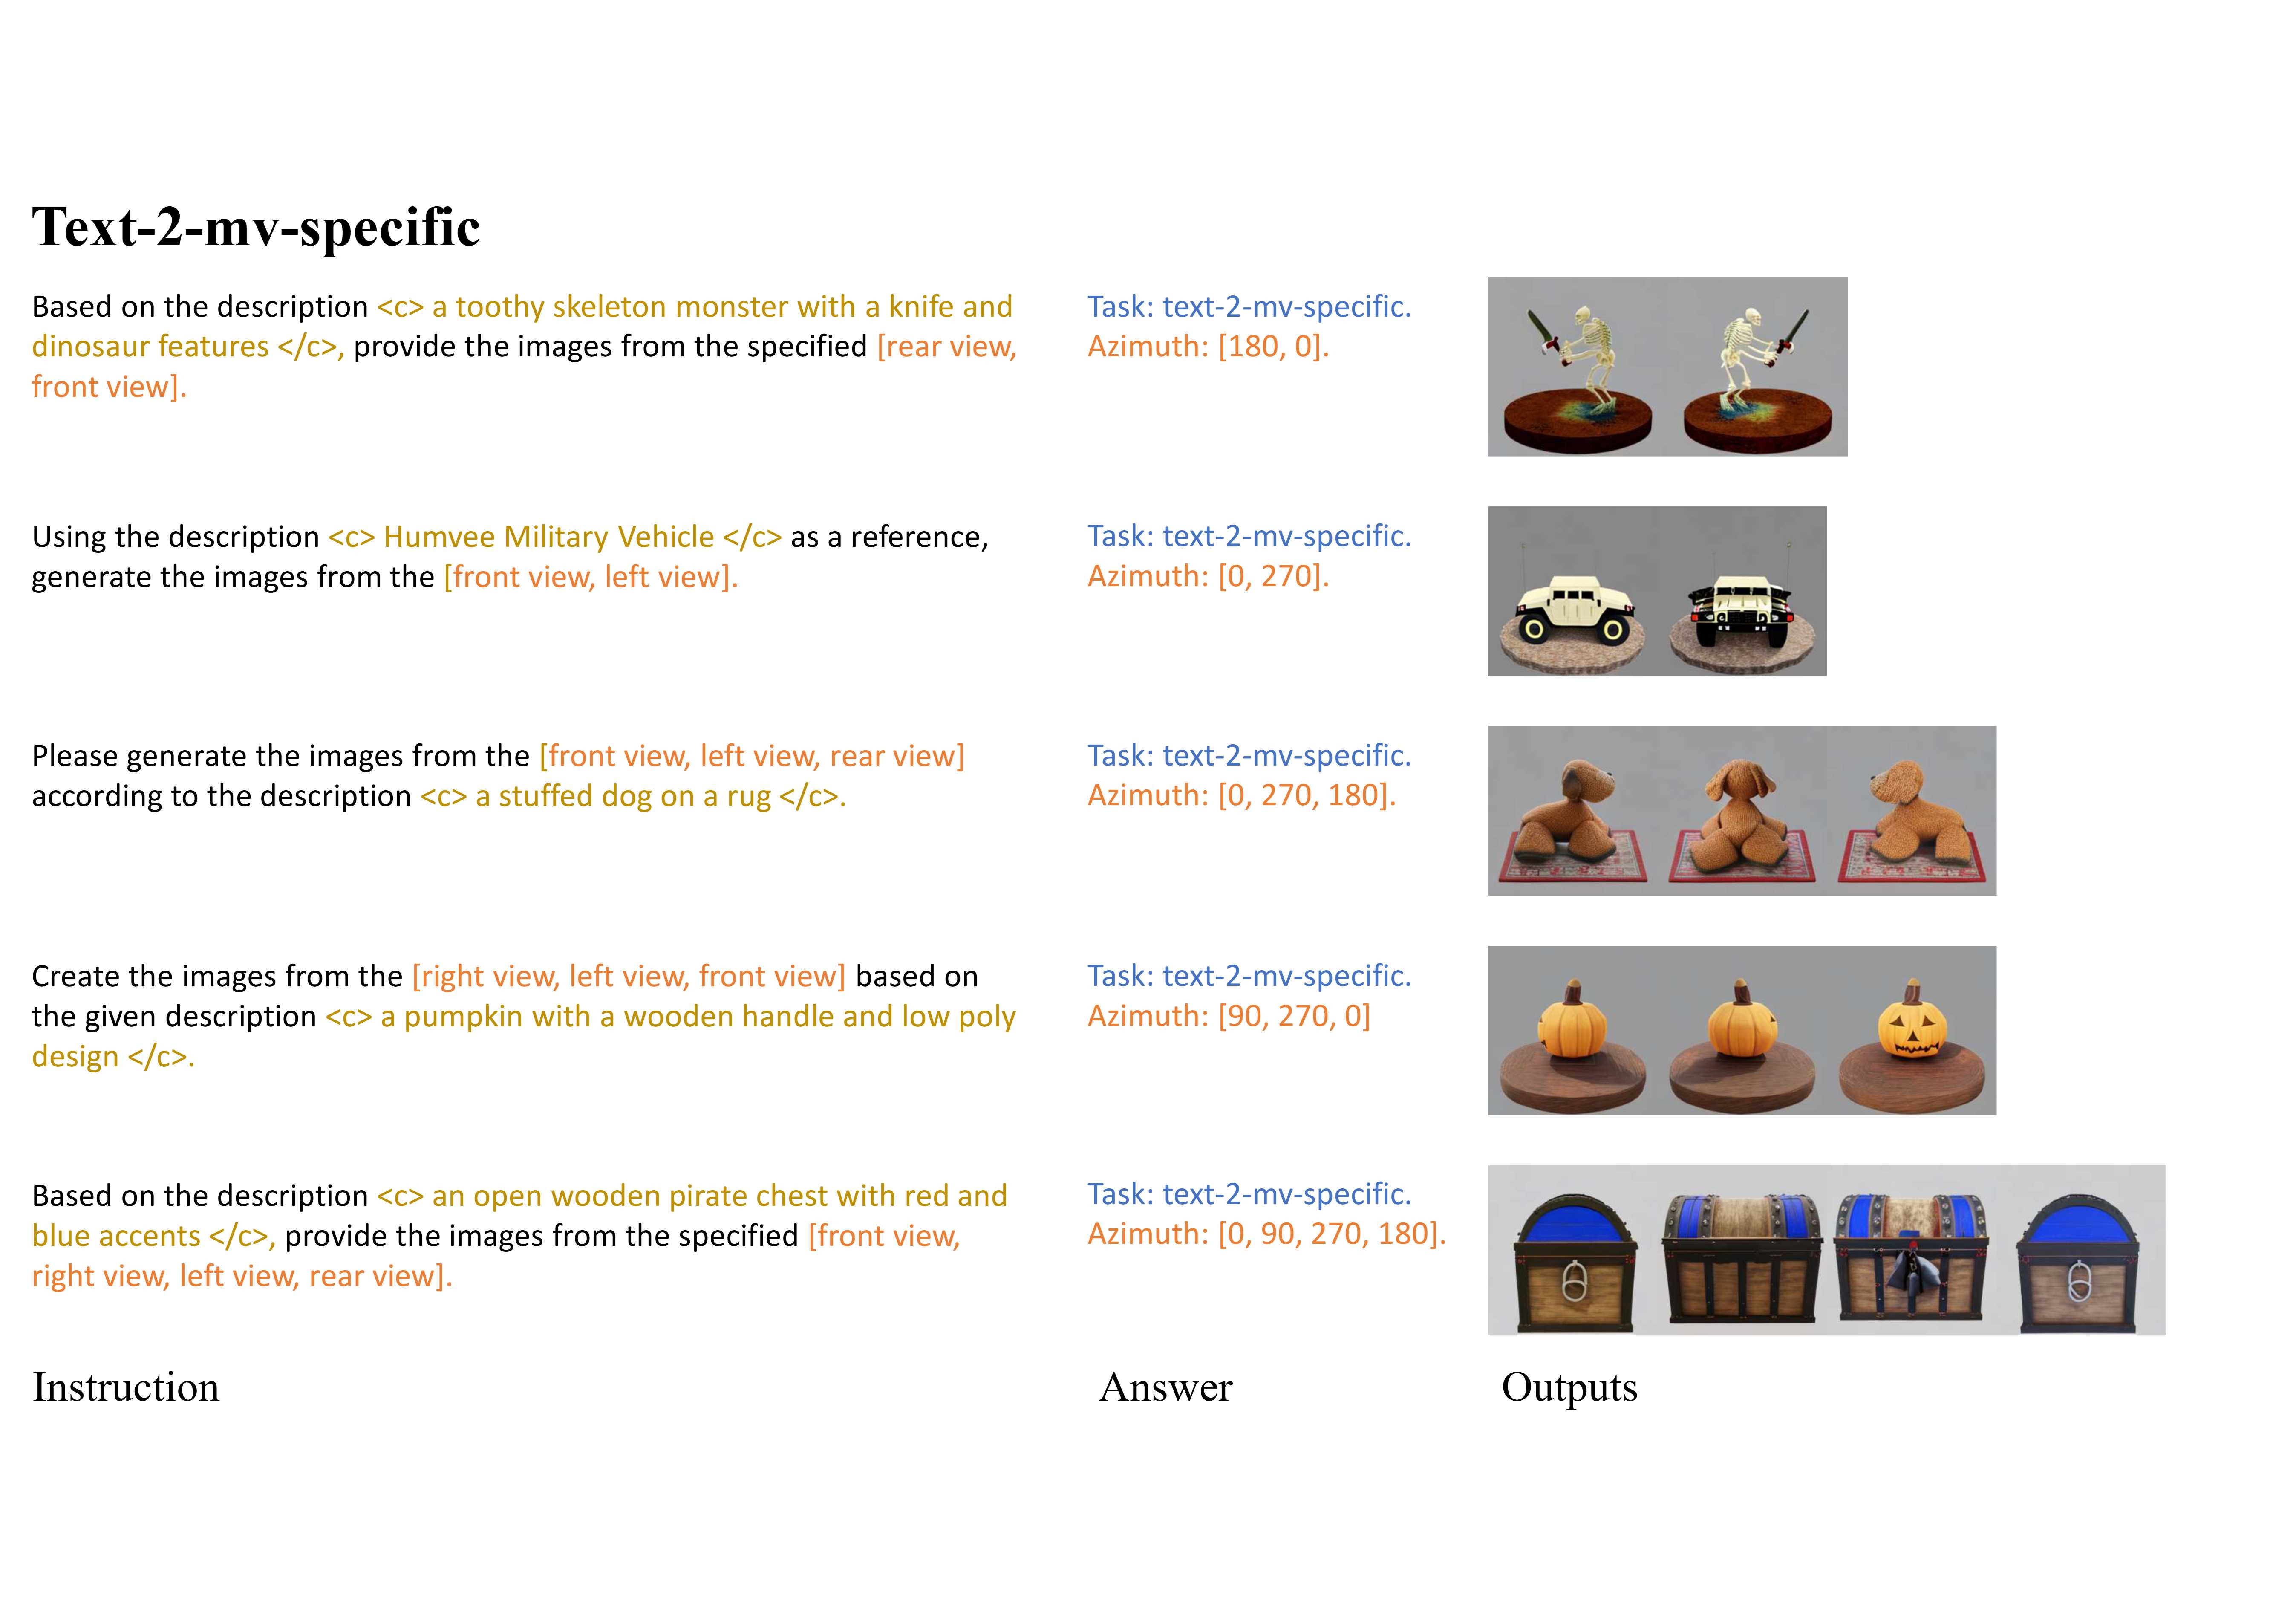 Text-2-mv-specific
Based on the description <c> a toothy skeleton monster with a knife and
dinosaur features </c>, provide the images from the specified [rear view,
front view].
Task: text-2-mv-specific.
Azimuth: [180, 0].
Using the description <c> Humvee Military Vehicle </c> as a reference,
generate the images from the [front view, left view].
Task: text-2-mv-specific.
Azimuth: [0, 270].
Please generate the images from the [front view, left view, rear view]
according to the description <c> a stuffed dog on a rug </c>.
Task: text-2-mv-specific.
Azimuth: [0, 270, 180].
Create the images from the [right view, left view, front view] based on
the given description <c> a pumpkin with a wooden handle and low poly
design </c>.
Task: text-2-mv-specific.
Azimuth: [90, 270, 0]
Based on the description <c> an open wooden pirate chest with red and
blue accents </c>, provide the images from the specified [front view,
right view, left view, rear view].
Task: text-2-mv-specific.
Azimuth: [0, 90, 270, 180].
Instruction
Answer
Outputs